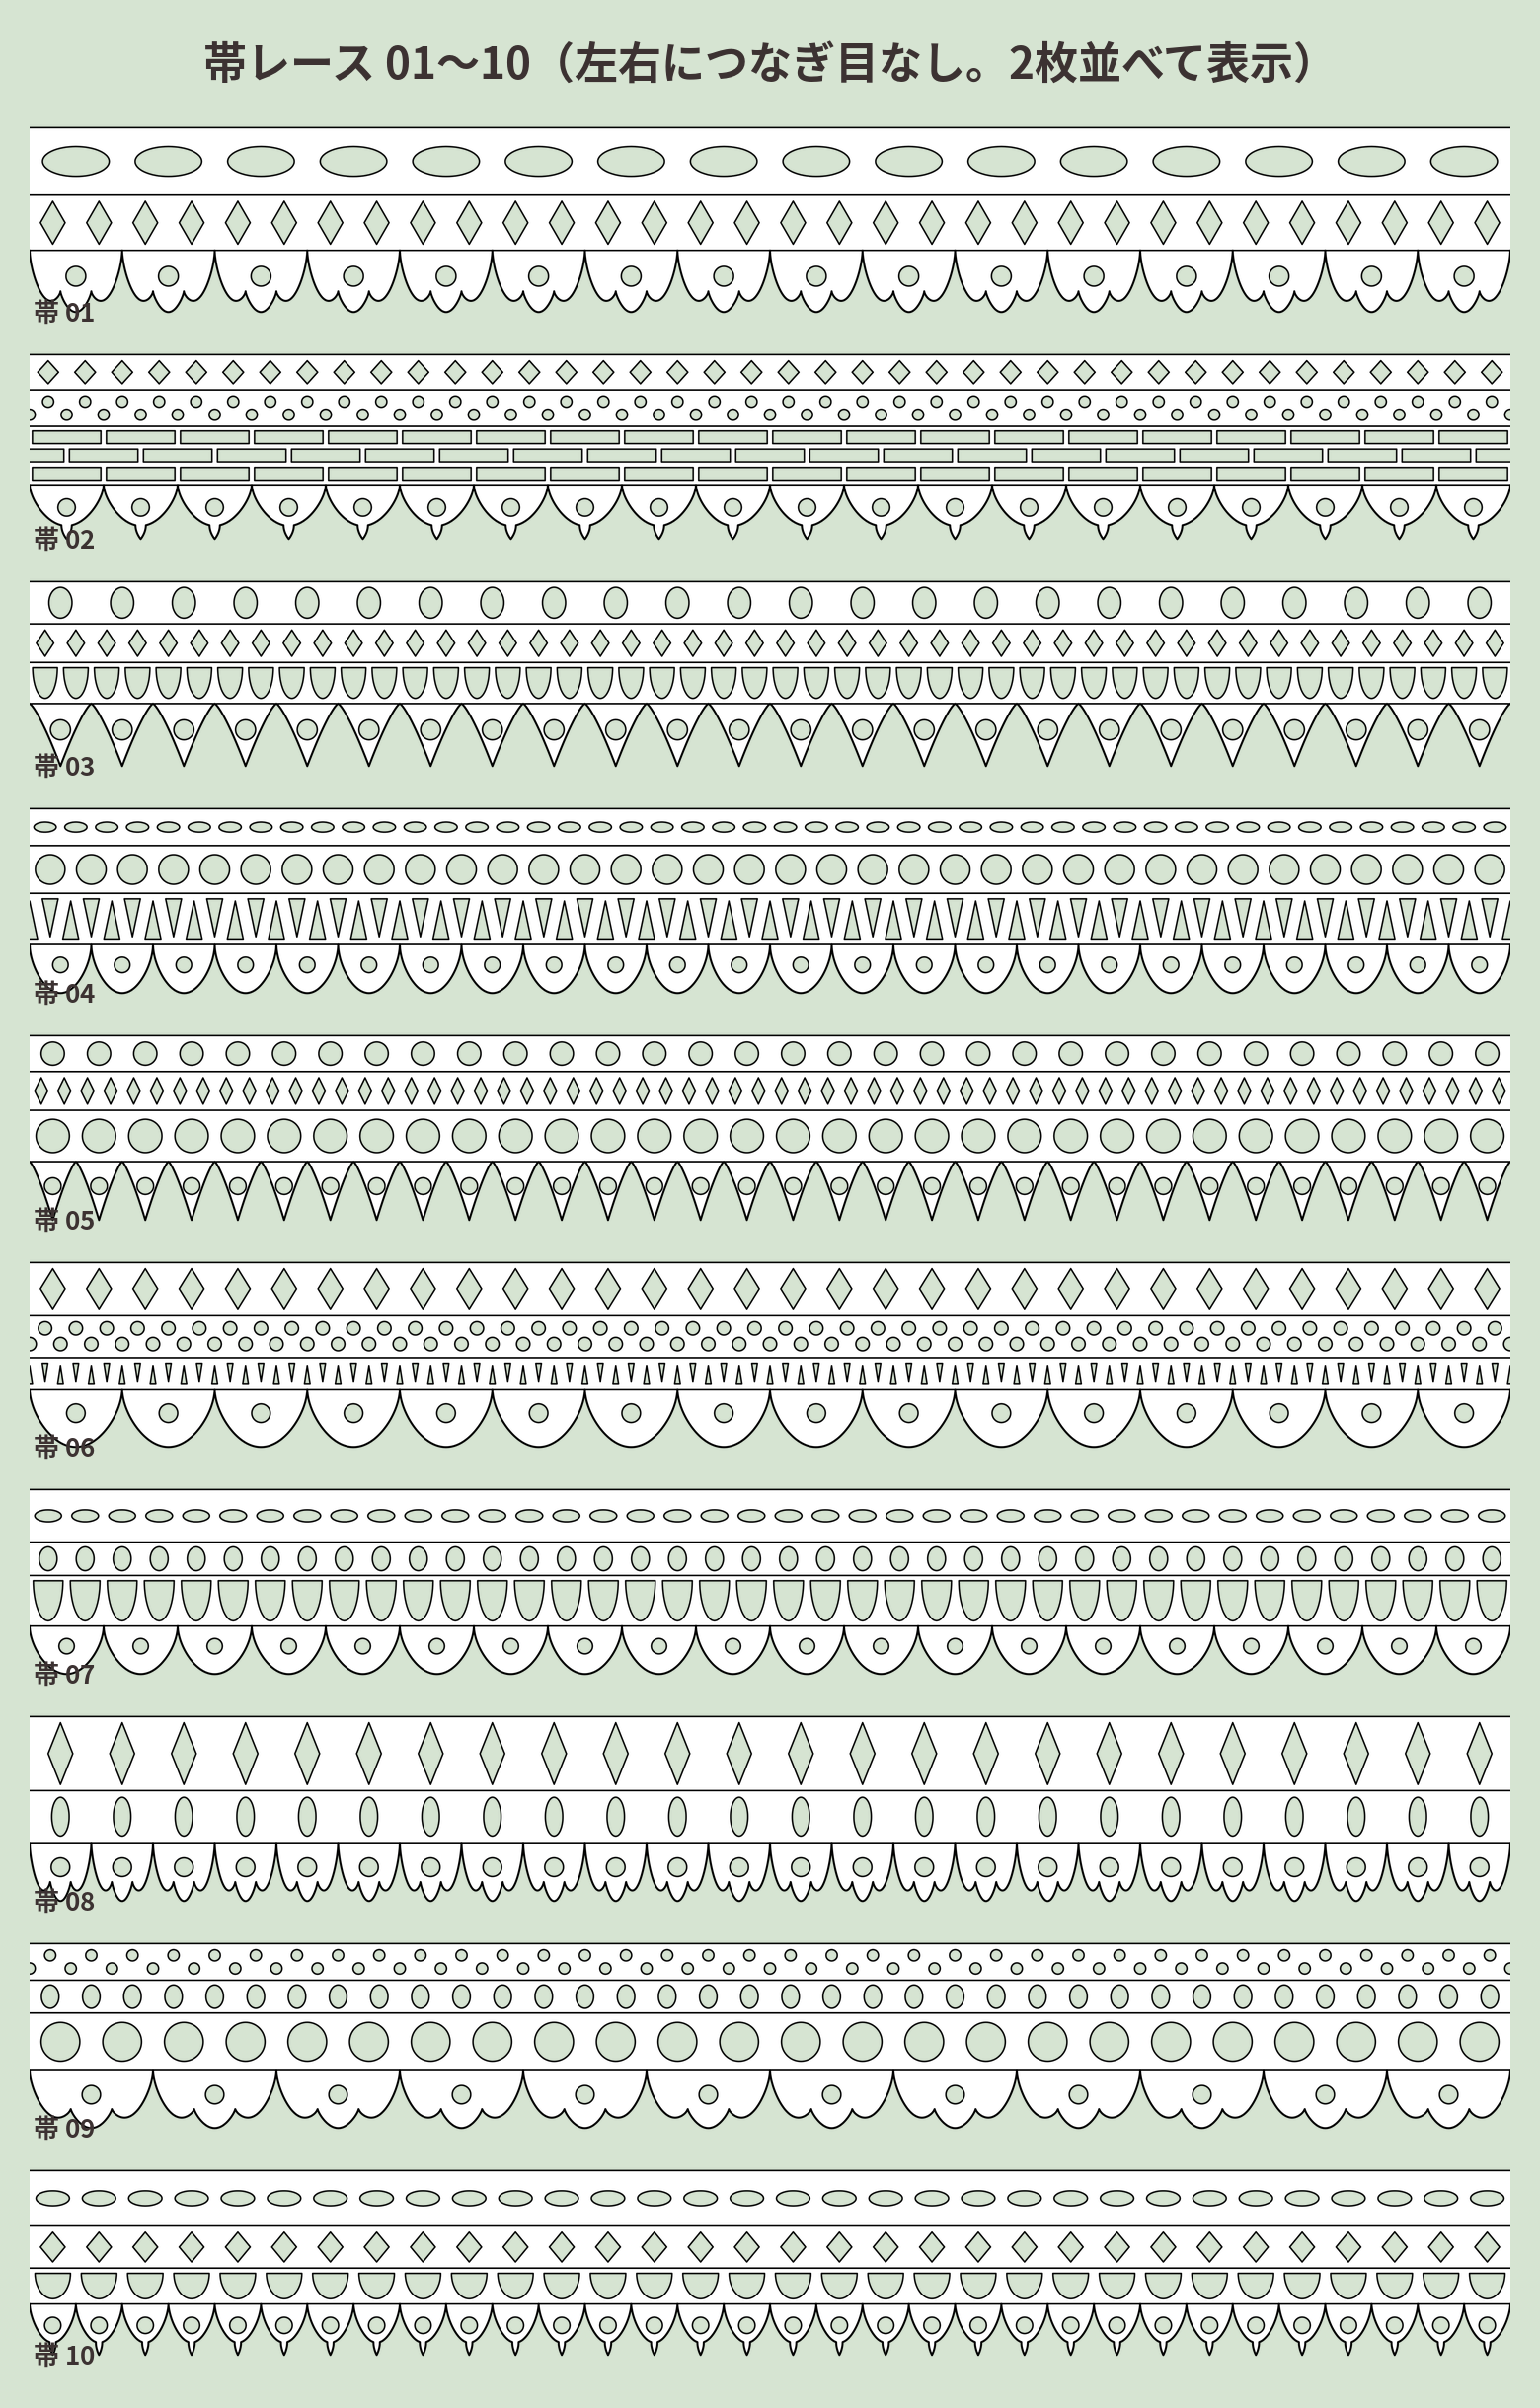 帯レース 01〜10（左右につなぎ目なし。2枚並べて表示）
帯 01
帯 02
帯 03
帯 04
帯 05
帯 06
帯 07
帯 08
帯 09
帯 10